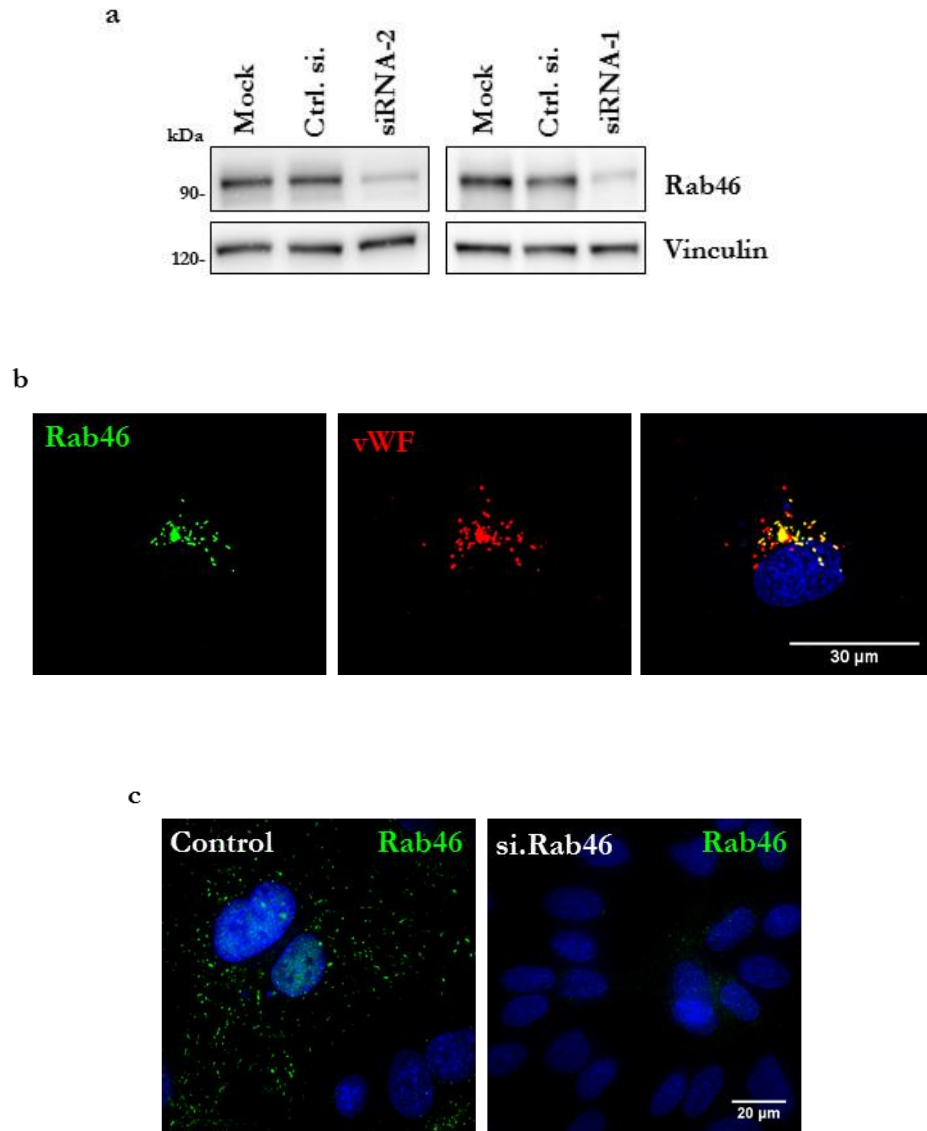 a
Mock
Ctrl. si.
siRNA-2
Mock
Ctrl. si.
siRNA-1
kDa
90-
Rab46
120-
Vinculin
b
Rab46
vWF
30 µm
c
Control
Rab46
si.Rab46
Rab46
20 µm